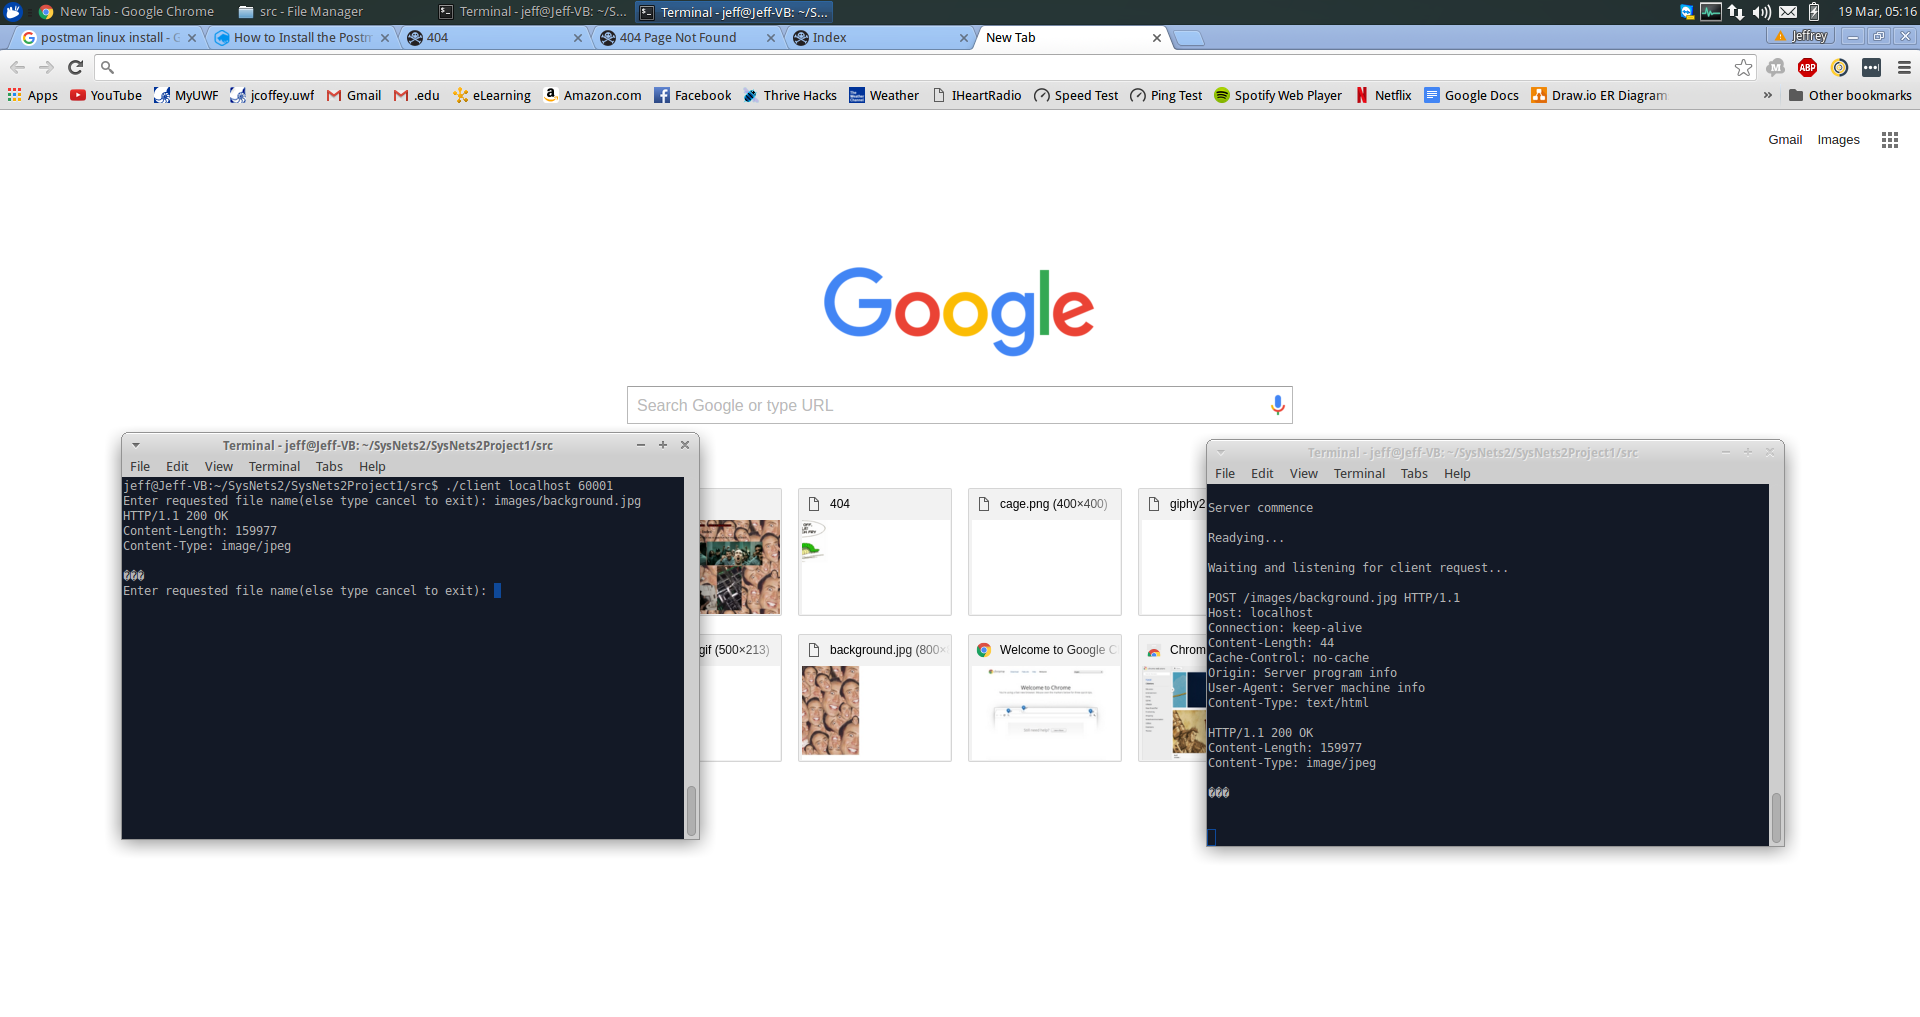 New Tab - Google Chrome
src - File Manager
Terminal - jeff@Jeff-VB: ~/S...
Terminal - jeff@Jeff-VB: ~/S...
19 Mar, 05:16
postman linux install - G
How to Install the Postm
404
404 Page Not Found
Index
New Tab
Jeffrey
ABP
Apps
YouTube
MyUWF
jcoffey.uwf
Gmail
.edu
eLearning
Amazon.com
Facebook
Thrive Hacks
Weather
IHeartRadio
Speed Test
Ping Test
Spotify Web Player
Netflix
Google Docs
Draw.io ER Diagram
»
Other bookmarks
Gmail
Images
Google
Search Google or type URL
Terminal - jeff@Jeff-VB: ~/SysNets2/SysNets2Project1/src
File Edit View Terminal Tabs Help
jeff@Jeff-VB:~/SysNets2/SysNets2Project1/src$ ./client localhost 60001
Enter requested file name(else type cancel to exit): images/background.jpg
HTTP/1.1 200 OK
Content-Length: 159977
Content-Type: image/jpeg
���
Enter requested file name(else type cancel to exit):
404
cage.png (400×400)
giphy2
gif (500×213)
background.jpg (800×
Welcome to Google C
Welcome to Chrome
Chrom
Terminal - jeff@Jeff-VB: ~/SysNets2/SysNets2Project1/src
File Edit View Terminal Tabs Help
Server commence
Readying...
Waiting and listening for client request...
POST /images/background.jpg HTTP/1.1
Host: localhost
Connection: keep-alive
Content-Length: 44
Cache-Control: no-cache
Origin: Server program info
User-Agent: Server machine info
Content-Type: text/html
HTTP/1.1 200 OK
Content-Length: 159977
Content-Type: image/jpeg
���